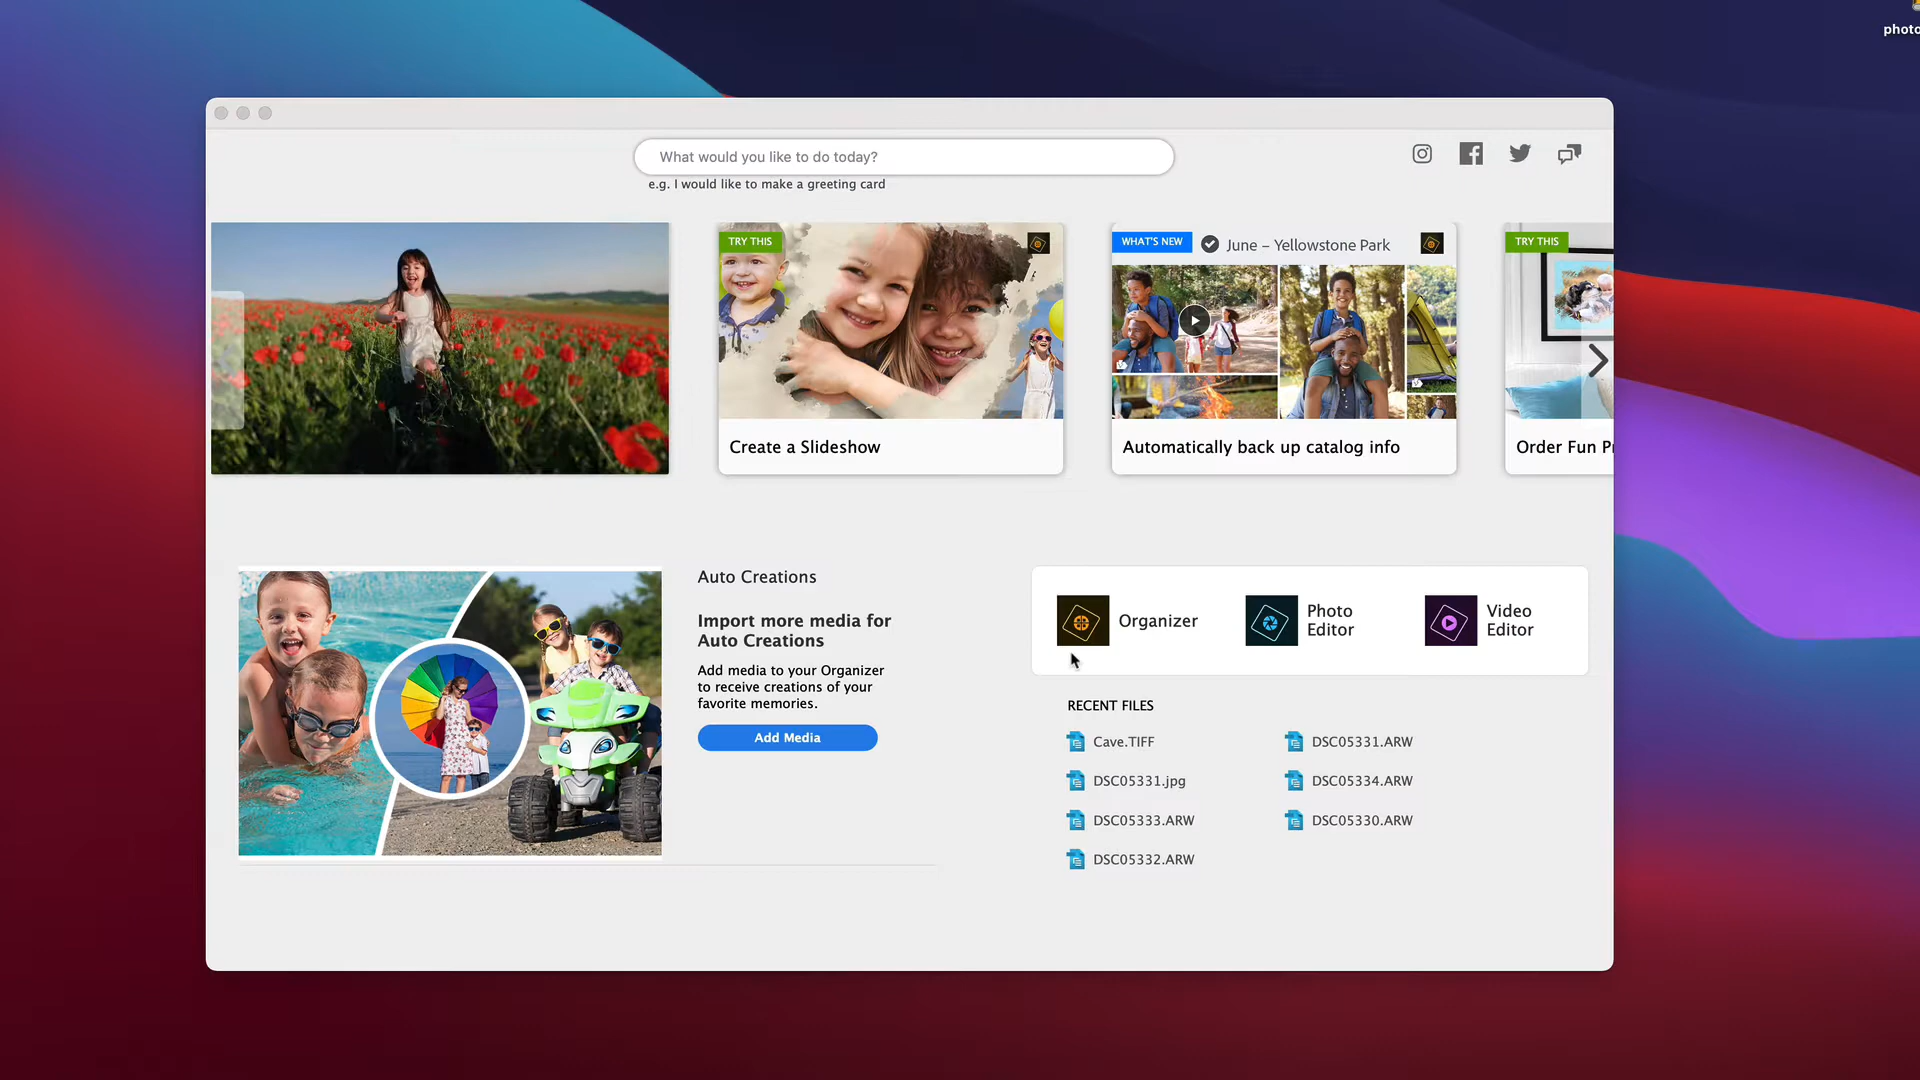 photo
What would you like to do today?
e.g. I would like to make a greeting card
TRY THIS
WHAT'S NEW
June – Yellowstone Park
TRY THIS
Create a Slideshow
Automatically back up catalog info
Order Fun
Auto Creations
Import more media for
Auto Creations
Add media to your Organizer
to receive creations of your
favorite memories.
Add Media
Organizer
Photo
Editor
Video
Editor
RECENT FILES
Cave.TIFF
DSC05331.ARW
DSC05331.jpg
DSC05334.ARW
DSC05333.ARW
DSC05330.ARW
DSC05332.ARW